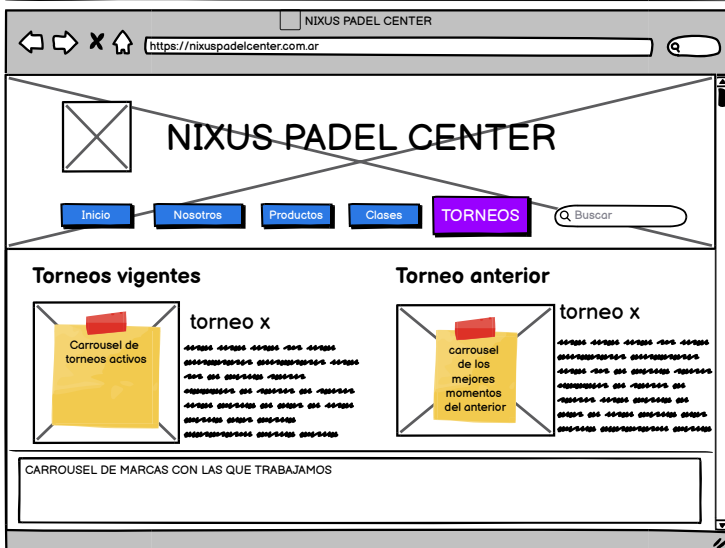 NIXUS PADEL CENTER
https://nixuspadelcenter.com.ar
NIXUS PADEL CENTER
Inicio
Nosotros
Productos
Clases
TORNEOS
Buscar
Torneos vigentes
Torneo anterior
Carrousel de
torneos activos
torneo x
carrousel
de los
mejores
momentos
del anterior
torneo x
CARROUSEL DE MARCAS CON LAS QUE TRABAJAMOS